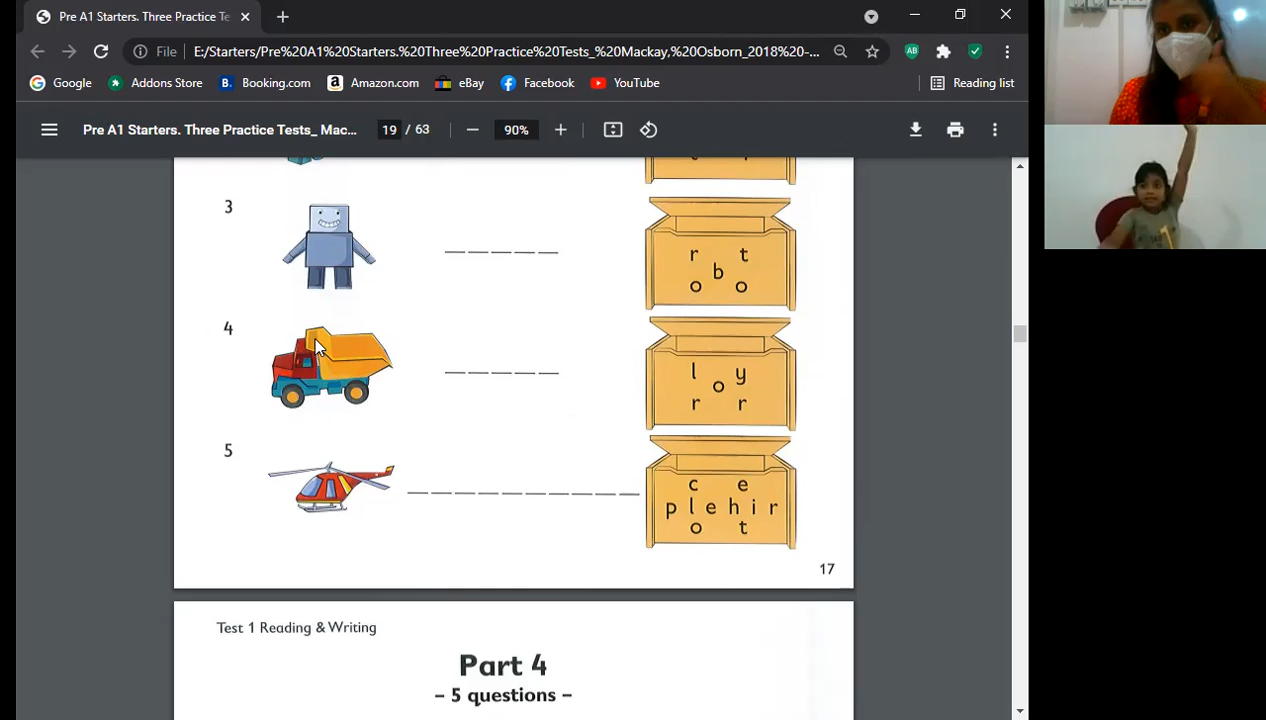 Pre A1 Starters. Three Practice Te
File E:/Starters/Pre%20A1%20Starters.%20Three%20Practice%20Tests_%20Mackay,%20Osborn_2018%20-...
AB
Google Addons Store B. Booking.com a Amazon.com eBay Facebook YouTube Reading list
Pre A1 Starters. Three Practice Tests_ Mac... 19 / 63 90%
3
r t
b
o o
4
l y
o
r r
5
c e
p l e h i r
o t
17
Test 1 Reading & Writing
Part 4
– 5 questions –